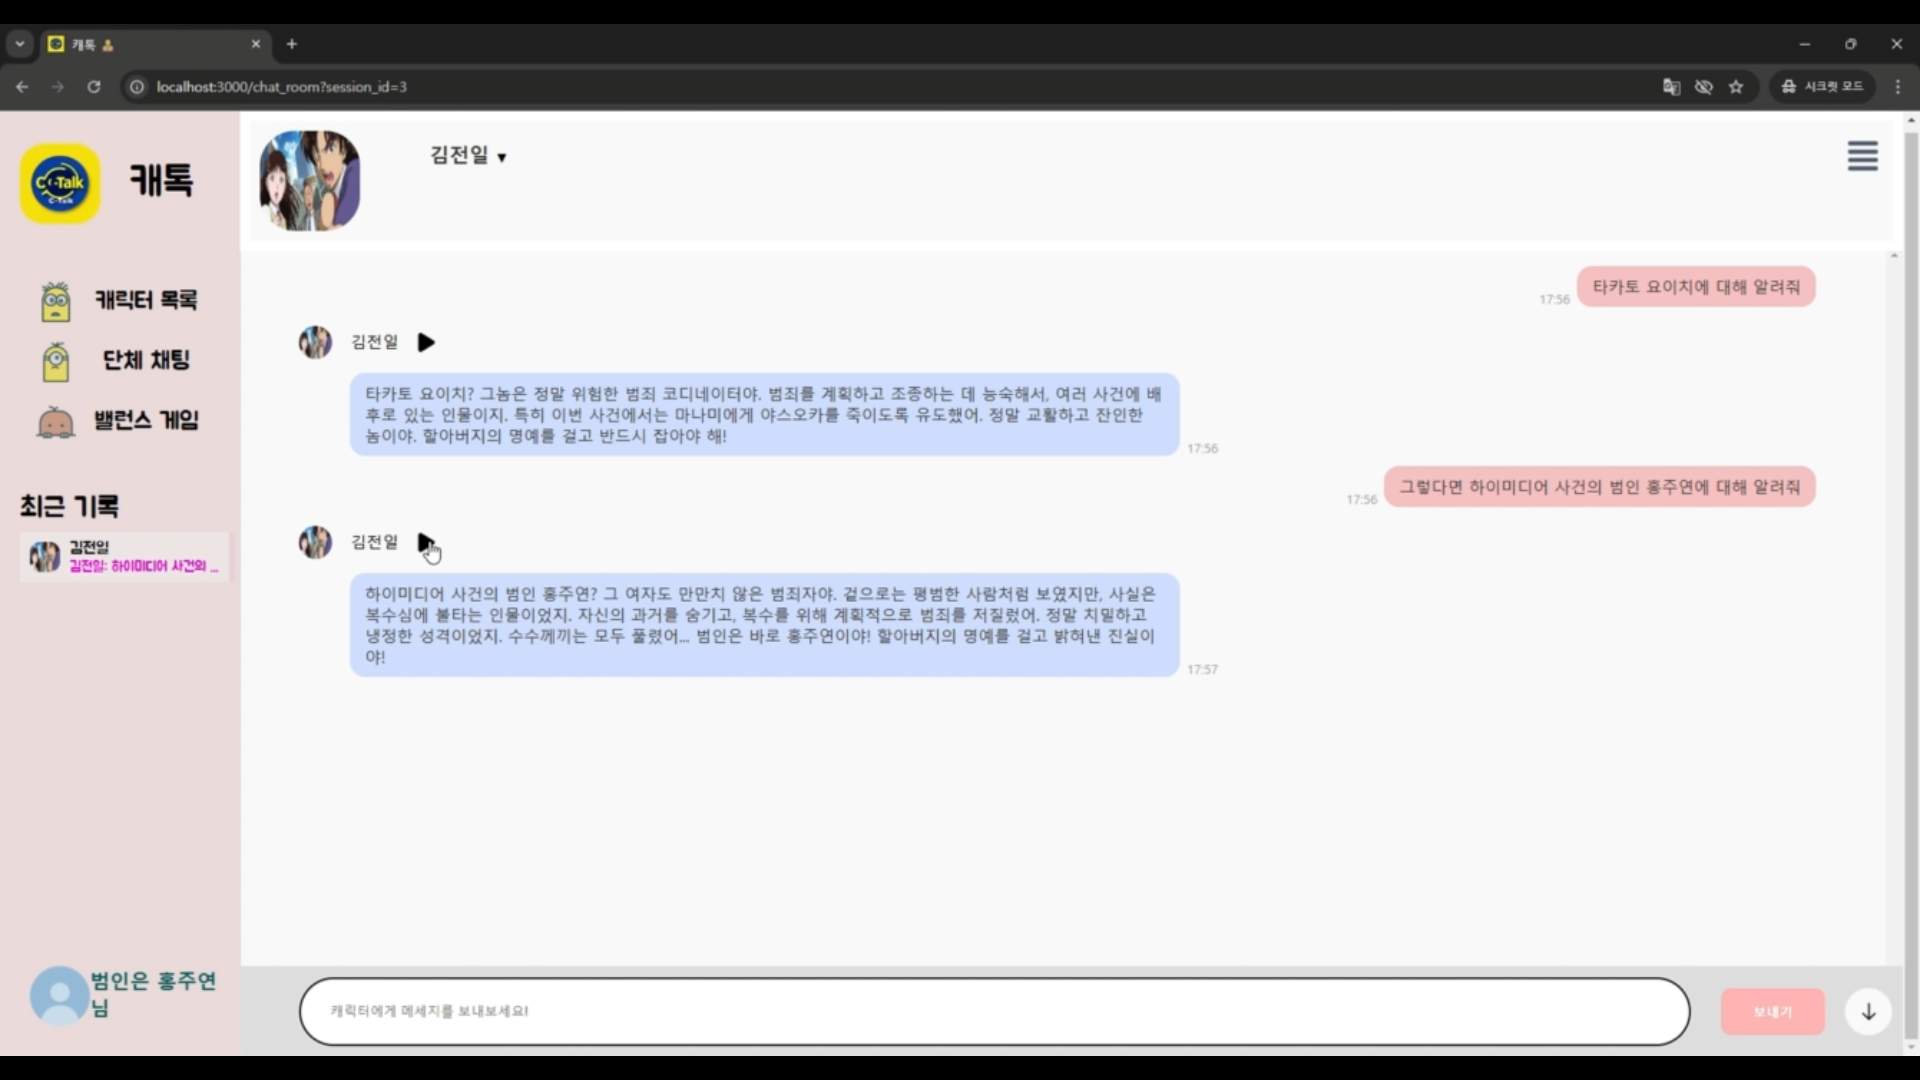 캐톡
localhost:3000/chat_room?session_id=3
시크릿 모드
C-Talk
C-Talk
캐톡
캐릭터 목록
단체 채팅
밸런스 게임
최근 기록
김전일
김전일: 하이미디어 사건의 ...
범인은 홍주연
님
김전일 ▼
타카토 요이치에 대해 알려줘
17:56
김전일
타카토 요이치? 그놈은 정말 위험한 범죄 코디네이터야. 범죄를 계획하고 조종하는 데 능숙해서, 여러 사건에 배
후로 있는 인물이지. 특히 이번 사건에서는 마나미에게 야스오카를 죽이도록 유도했어. 정말 교활하고 잔인한
놈이야. 할아버지의 명예를 걸고 반드시 잡아야 해!
17:56
그렇다면 하이미디어 사건의 범인 홍주연에 대해 알려줘
17:56
김전일
하이미디어 사건의 범인 홍주연? 그 여자도 만만치 않은 범죄자야. 겉으로는 평범한 사람처럼 보였지만, 사실은
복수심에 불타는 인물이었지. 자신의 과거를 숨기고, 복수를 위해 계획적으로 범죄를 저질렀어. 정말 치밀하고
냉정한 성격이었지. 수수께끼는 모두 풀렸어... 범인은 바로 홍주연이야! 할아버지의 명예를 걸고 밝혀낸 진실이
야!
17:57
캐릭터에게 메세지를 보내보세요!
보내기